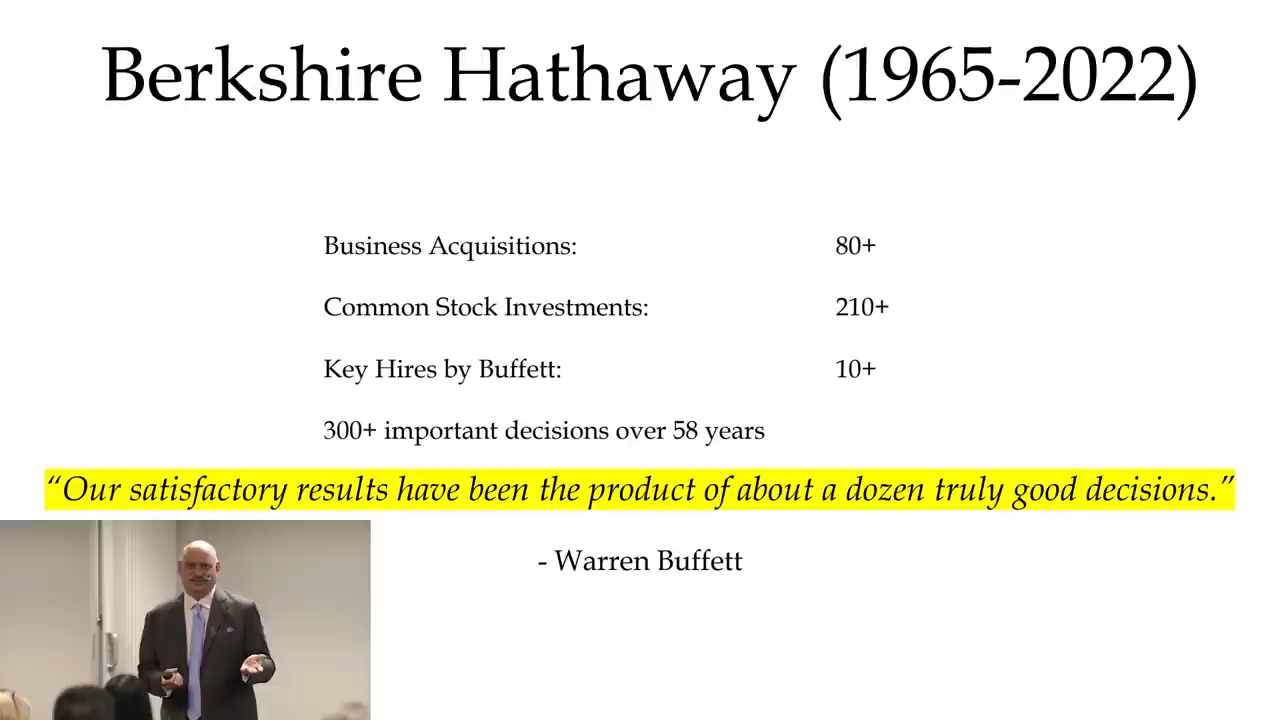 Berkshire Hathaway (1965-2022)
Business Acquisitions: 80+
Common Stock Investments: 210+
Key Hires by Buffett: 10+
300+ important decisions over 58 years
“Our satisfactory results have been the product of about a dozen truly good decisions.”
- Warren Buffett